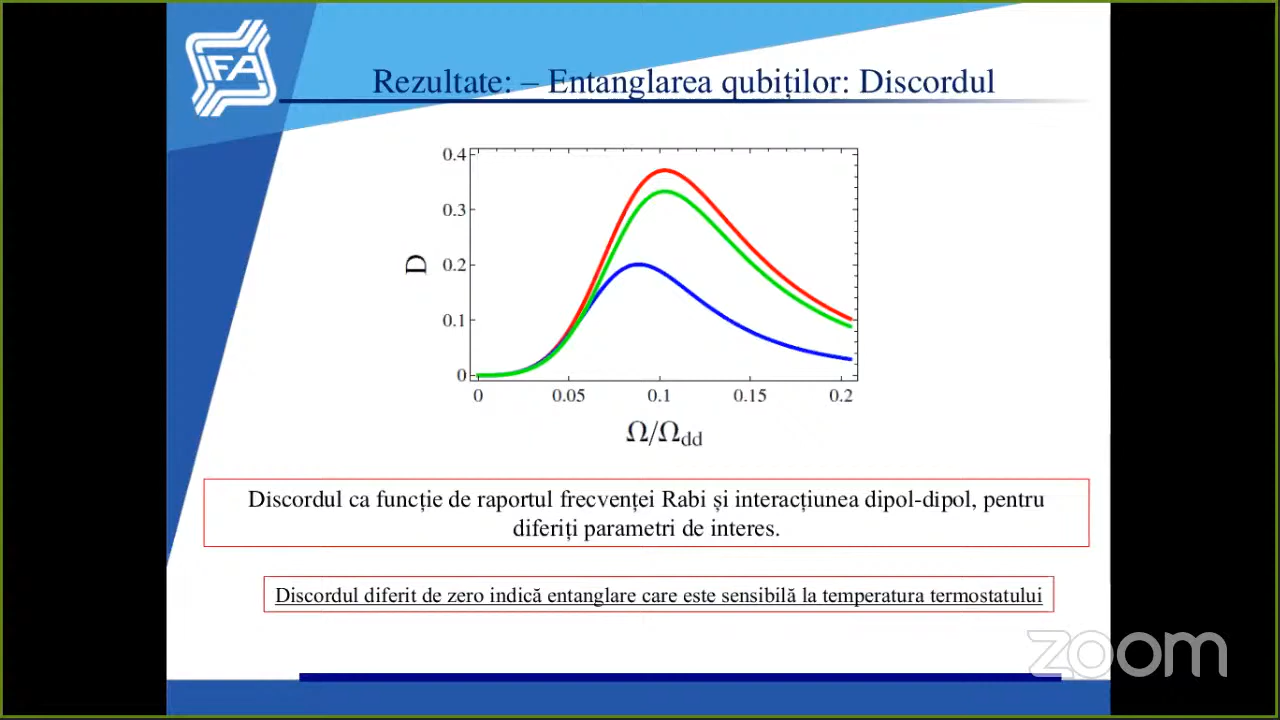 IFA
Rezultate: – Entanglarea qubiților: Discordul
0.4
0.3
0.2
0.1
0
D
0 0.05 0.1 0.15 0.2
Ω/Ωdd
Discordul ca funcție de raportul frecvenței Rabi și interacțiunea dipol-dipol, pentru
diferiți parametri de interes.
Discordul diferit de zero indică entanglare care este sensibilă la temperatura termostatului
zoom